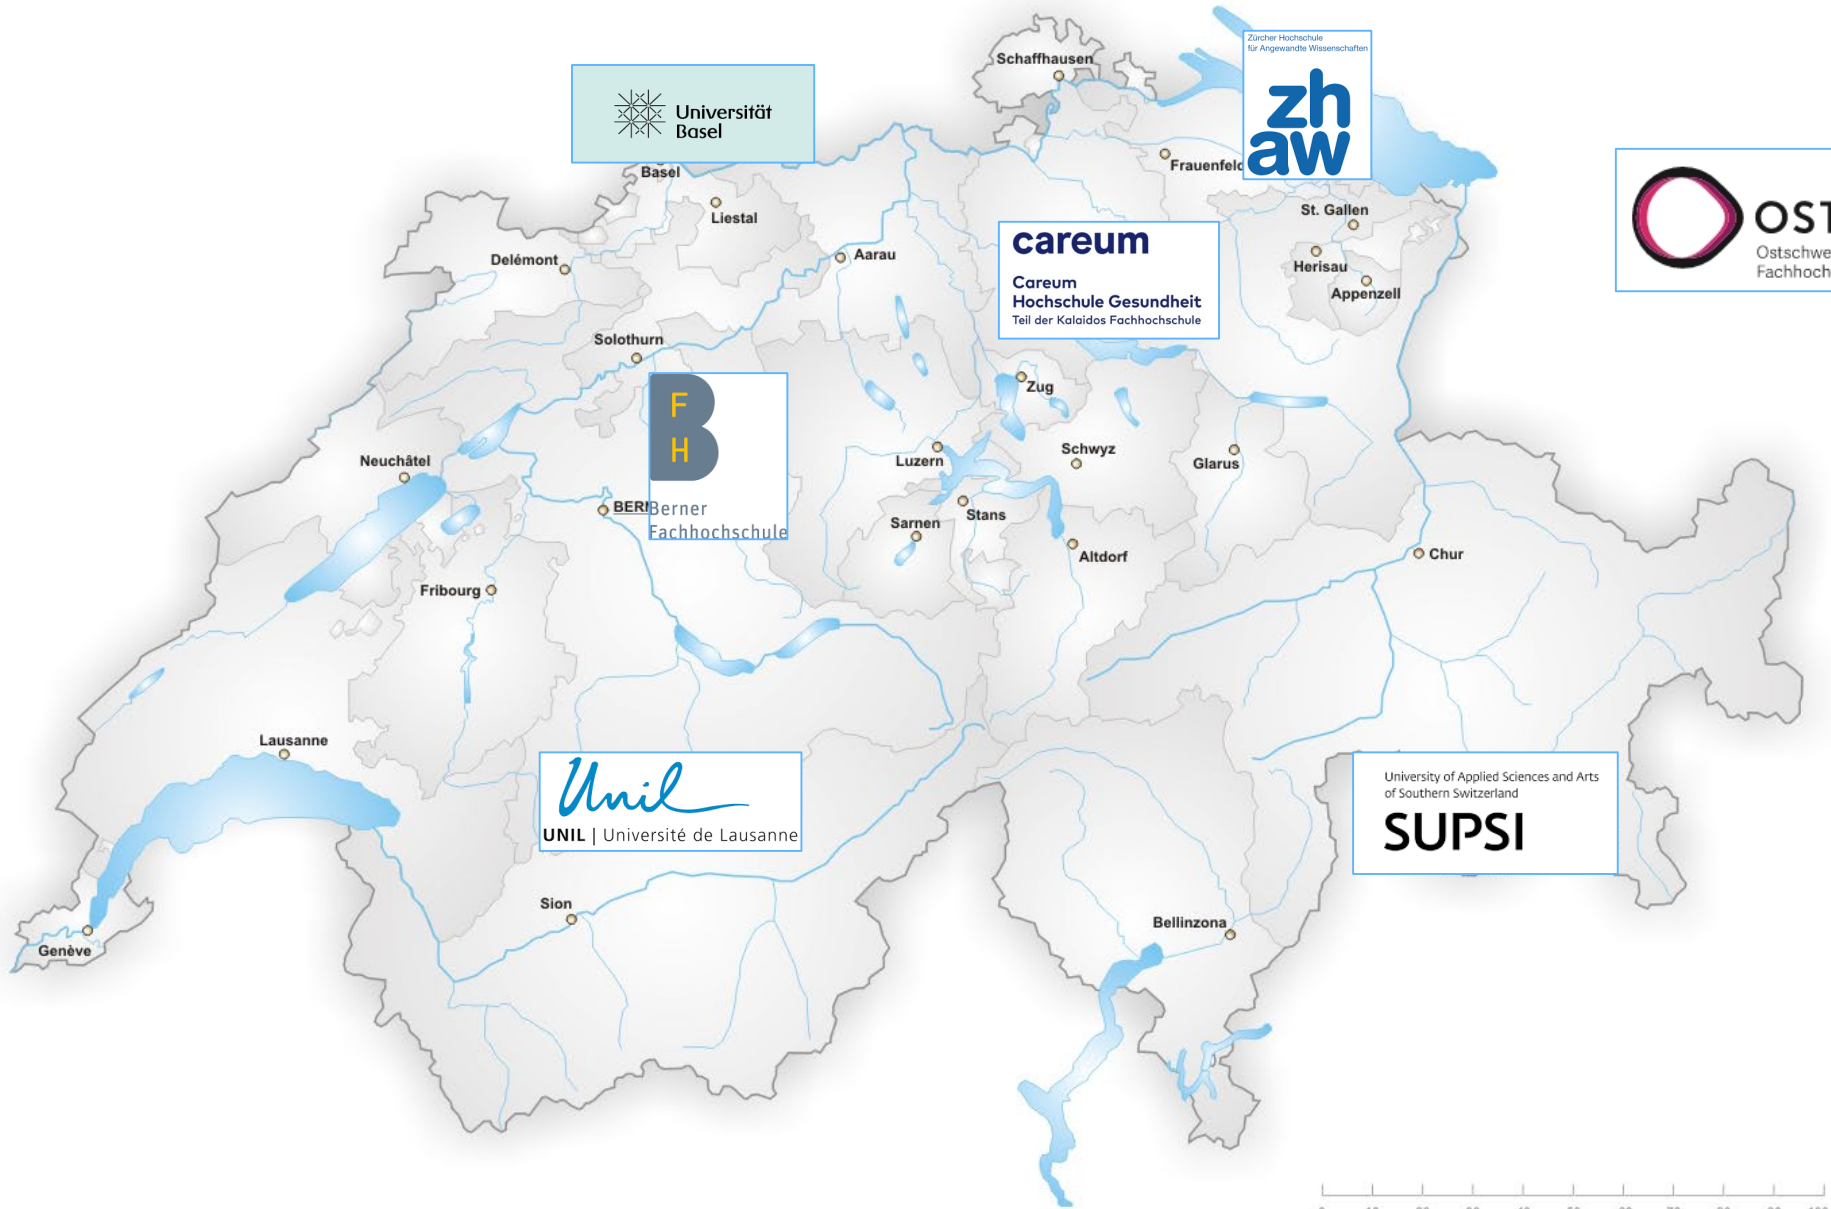 Schaffhausen
Zürcher Hochschule
für Angewandte Wissenschaften
zh
aw
Universität
Basel
Basel
Frauenfeld
Liestal
St. Gallen
OST
Ostschwe
Fachhoch
careum
Careum
Hochschule Gesundheit
Teil der Kalaidos Fachhochschule
Delémont
Aarau
Herisau
Appenzell
Solothurn
Zug
F
H
Neuchâtel
Luzern
Schwyz
Glarus
BERN
Berner
Fachhochschule
Stans
Sarnen
Altdorf
Chur
Fribourg
Lausanne
Unil
UNIL | Université de Lausanne
University of Applied Sciences and Arts
of Southern Switzerland
SUPSI
Sion
Bellinzona
Genève